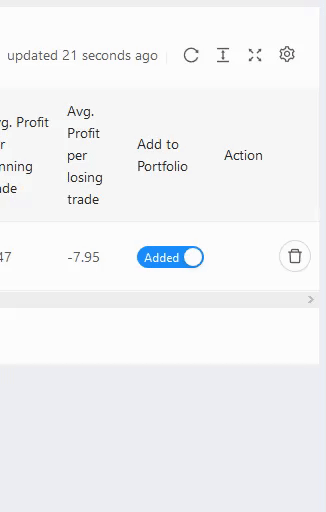 updated 21 seconds ago
vg. Profit
r
nning
ade
Avg.
Profit
per
losing
trade
Add to
Portfolio
Action
47
-7.95
Added